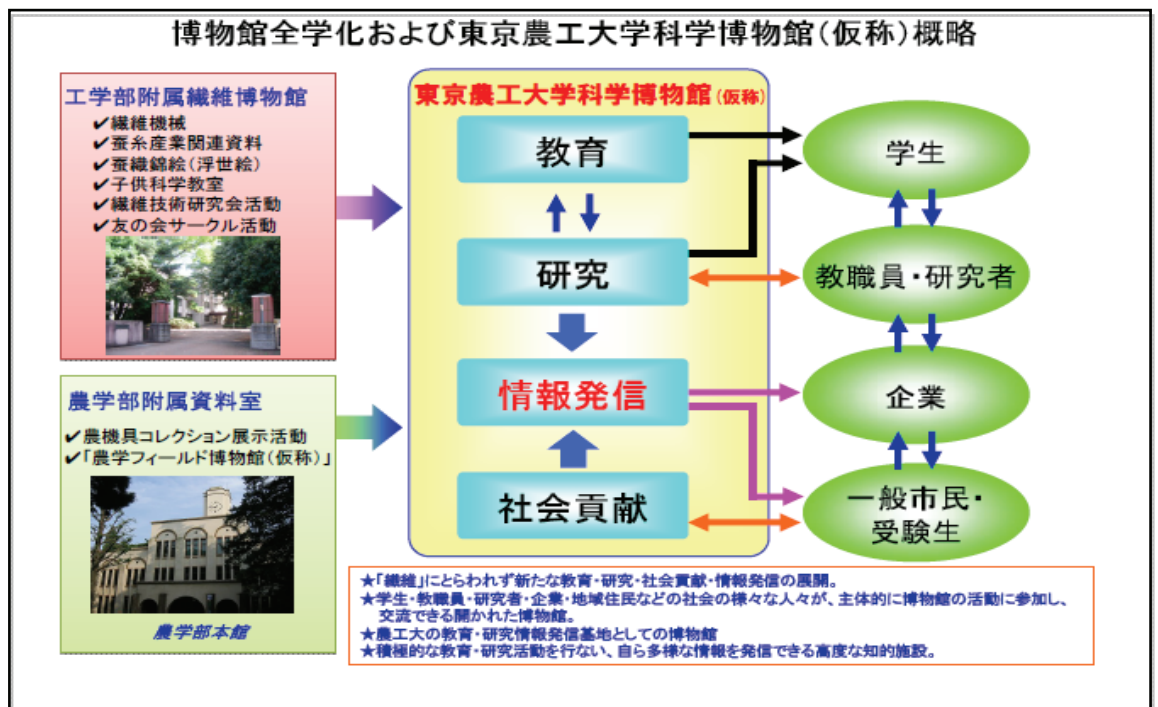 博物館全学化および東京農工大学科学博物館(仮称)概略
工学部附属繊維博物館
✔繊維機械
✔蚕糸産業関連資料
✔蚕織錦絵(浮世絵)
✔子供科学教室
✔繊維技術研究会活動
✔友の会サークル活動
農学部附属資料室
✔農機具コレクション展示活動
✔「農学フィールド博物館(仮称)」
農学部本館
東京農工大学科学博物館(仮称)
教育
研究
情報発信
社会貢献
学生
教職員・研究者
企業
一般市民・
受験生
★「繊維」にとらわれず新たな教育・研究・社会貢献・情報発信の展開。
★学生・教職員・研究者・企業・地域住民などの社会の様々な人々が、主体的に博物館の活動に参加し、
交流できる開かれた博物館。
★農工大の教育・研究情報発信基地としての博物館
★積極的な教育・研究活動を行ない、自ら多様な情報を発信できる高度な知的施設。